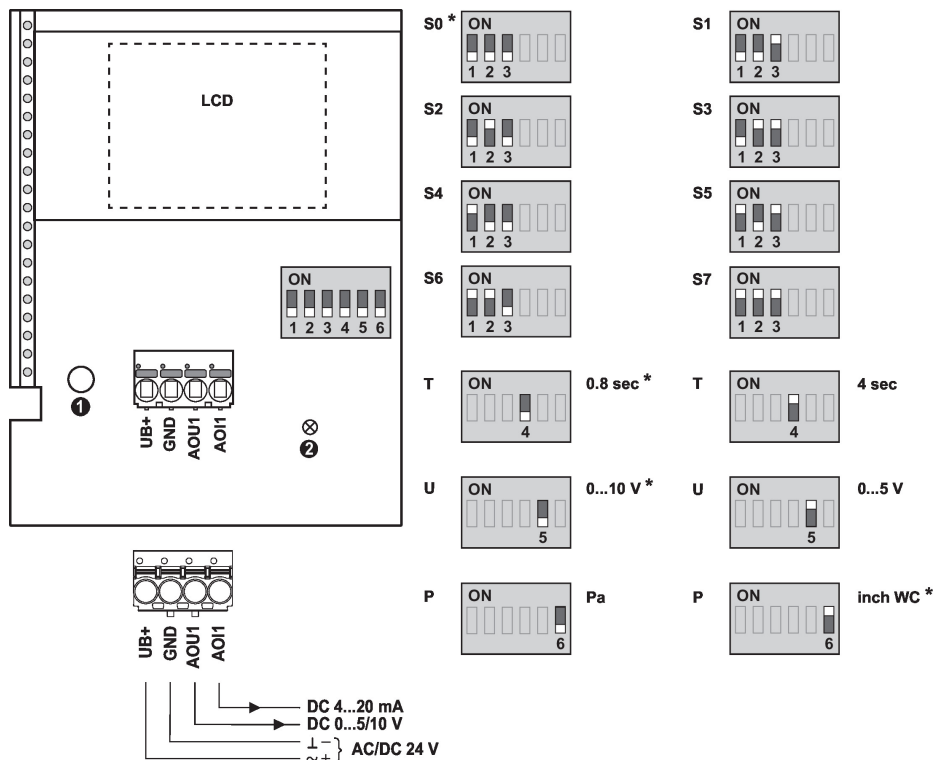 LCD
ON
1 2 3 4 5 6
❶
❷
UB+
GND
AOU1
AOI1
UB+
GND
AOU1
AOI1
DC 4...20 mA
DC 0...5/10 V
⊥ −
~ +
} AC/DC 24 V
S0 *
ON
1 2 3
S1
ON
1 2 3
S2
ON
1 2 3
S3
ON
1 2 3
S4
ON
1 2 3
S5
ON
1 2 3
S6
ON
1 2 3
S7
ON
1 2 3
T
ON
4
0.8 sec *
T
ON
4
4 sec
U
ON
5
0...10 V *
U
ON
5
0...5 V
P
ON
6
Pa
P
ON
6
inch WC *